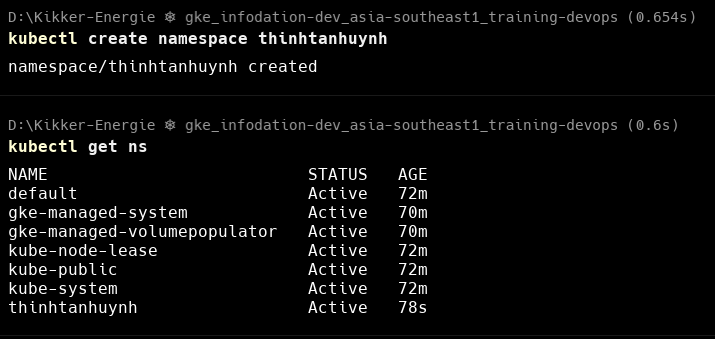 D:\Kikker-Energie ☸ gke_infodation-dev_asia-southeast1_training-devops (0.654s)
kubectl create namespace thinhtanhuynh
namespace/thinhtanhuynh created
D:\Kikker-Energie ☸ gke_infodation-dev_asia-southeast1_training-devops (0.6s)
kubectl get ns
NAME STATUS AGE
default Active 72m
gke-managed-system Active 70m
gke-managed-volumepopulator Active 70m
kube-node-lease Active 72m
kube-public Active 72m
kube-system Active 72m
thinhtanhuynh Active 78s